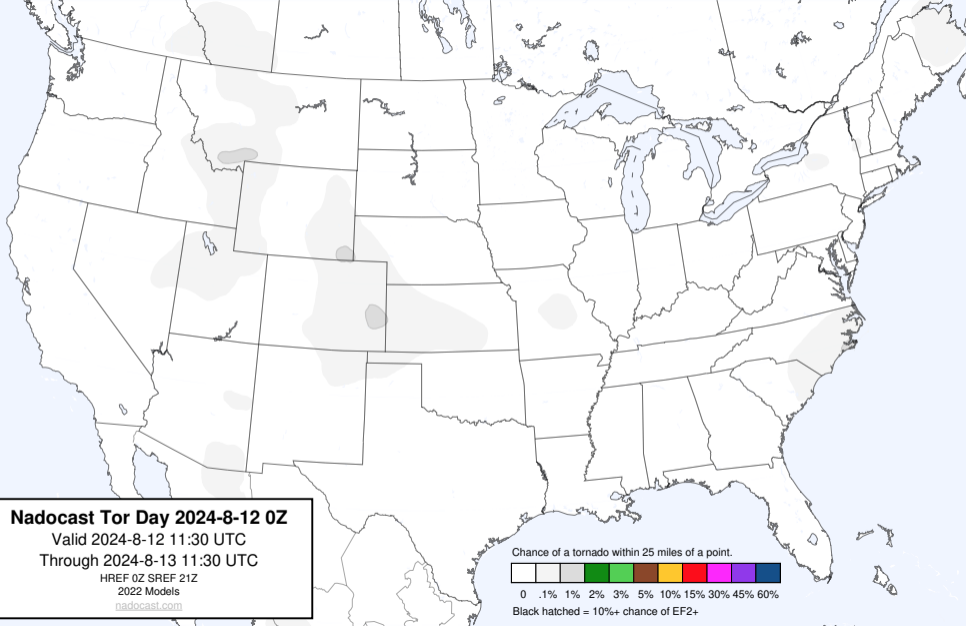 Nadocast Tor Day 2024-8-12 0Z
Valid 2024-8-12 11:30 UTC
Through 2024-8-13 11:30 UTC
HREF 0Z SREF 21Z
2022 Models
nadocast.com
Chance of a tornado within 25 miles of a point.
0 .1% 1% 2% 3% 5% 10% 15% 30% 45% 60%
Black hatched = 10%+ chance of EF2+